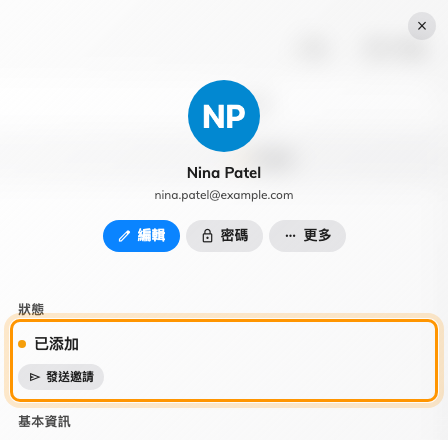 NP
Nina Patel
nina.patel@example.com
編輯 密碼 更多
狀態
已添加
發送邀請
基本資訊